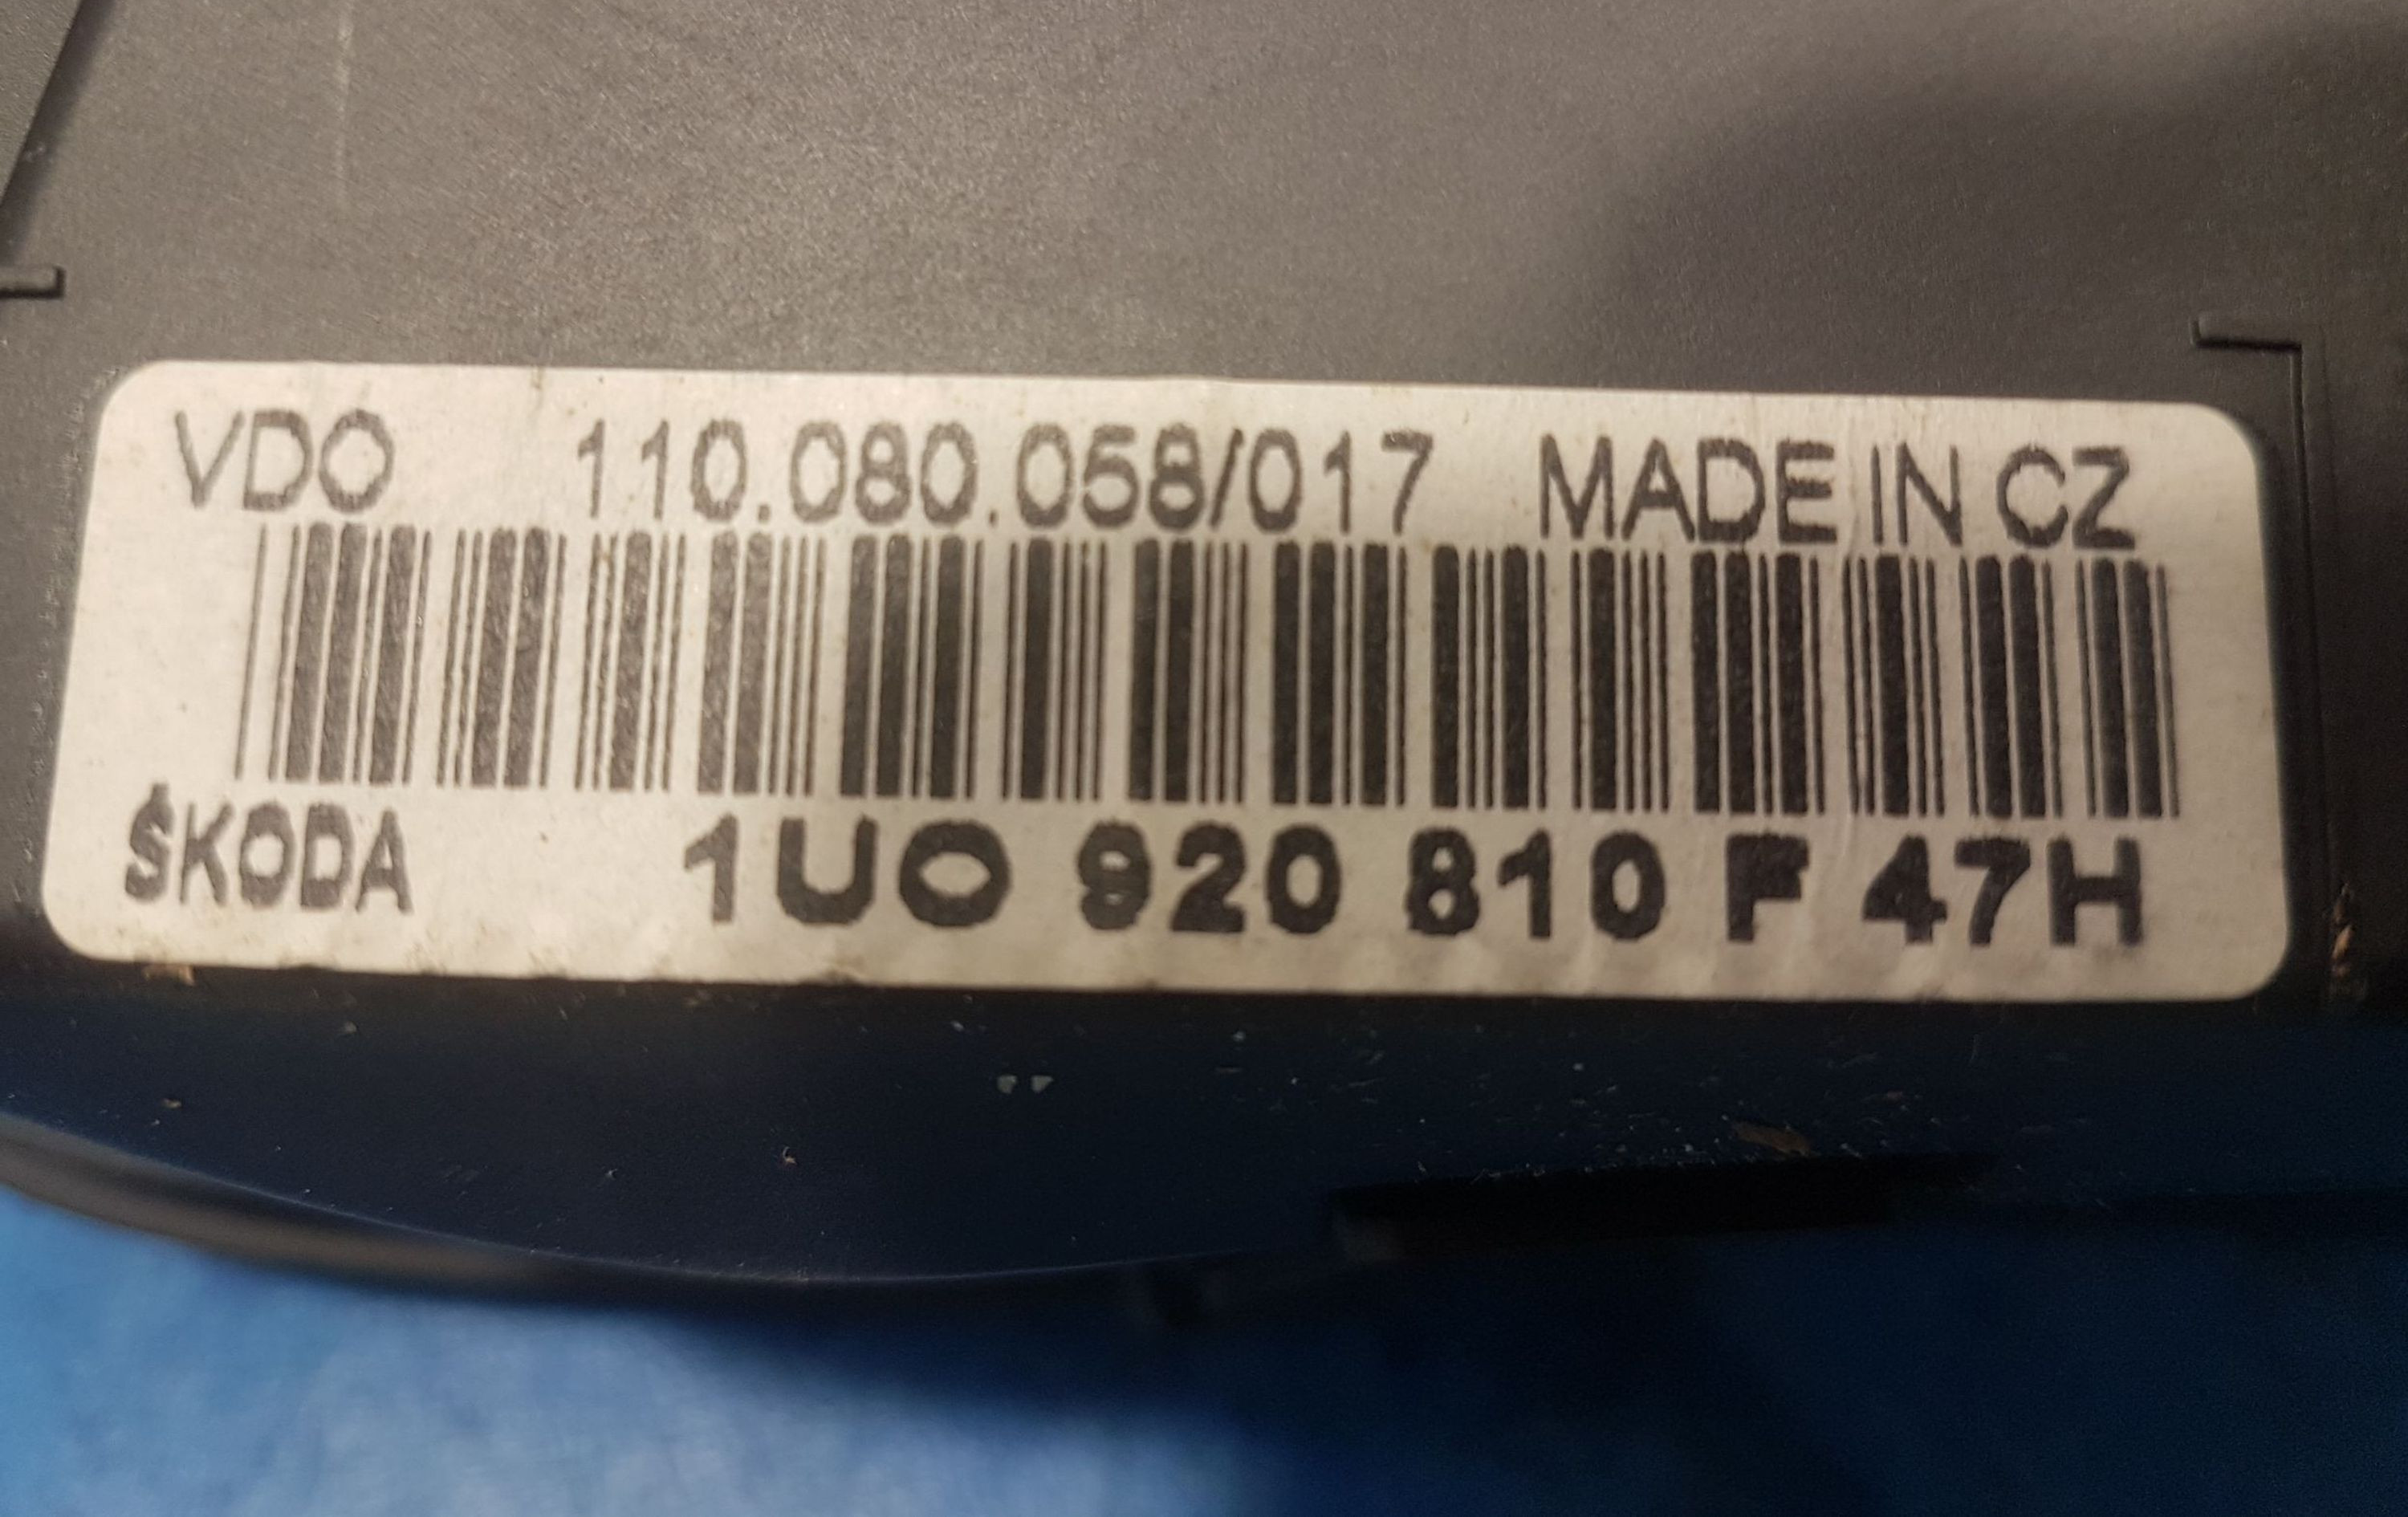 VDO 110.080.058/017 MADE IN CZ
ŠKODA 1U0 920 810 F 47H